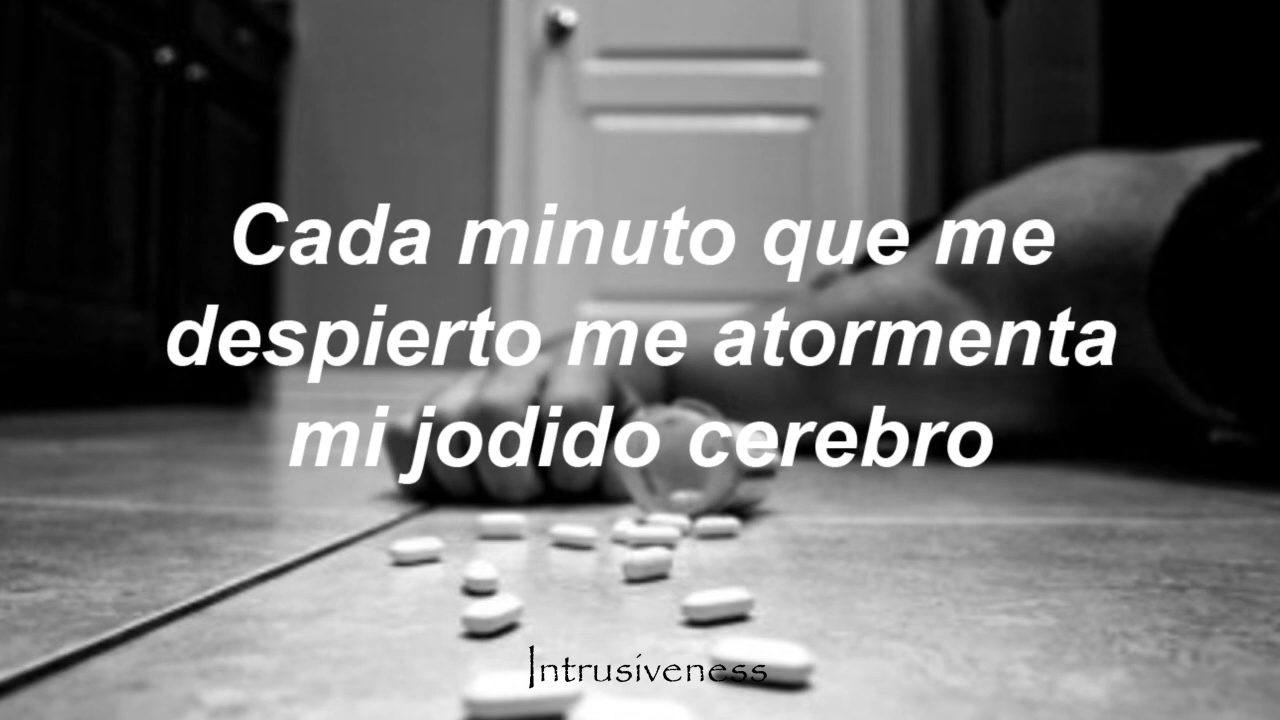 Cada minuto que me
despierto me atormenta
mi jodido cerebro
Intrusiveness